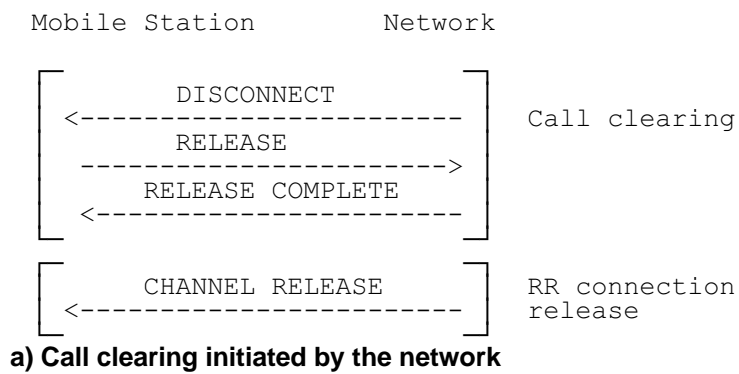 Mobile Station Network
DISCONNECT
<----------------------- Call clearing
RELEASE
----------------------->
RELEASE COMPLETE
<-----------------------
CHANNEL RELEASE RR connection
<----------------------- release
a) Call clearing initiated by the network